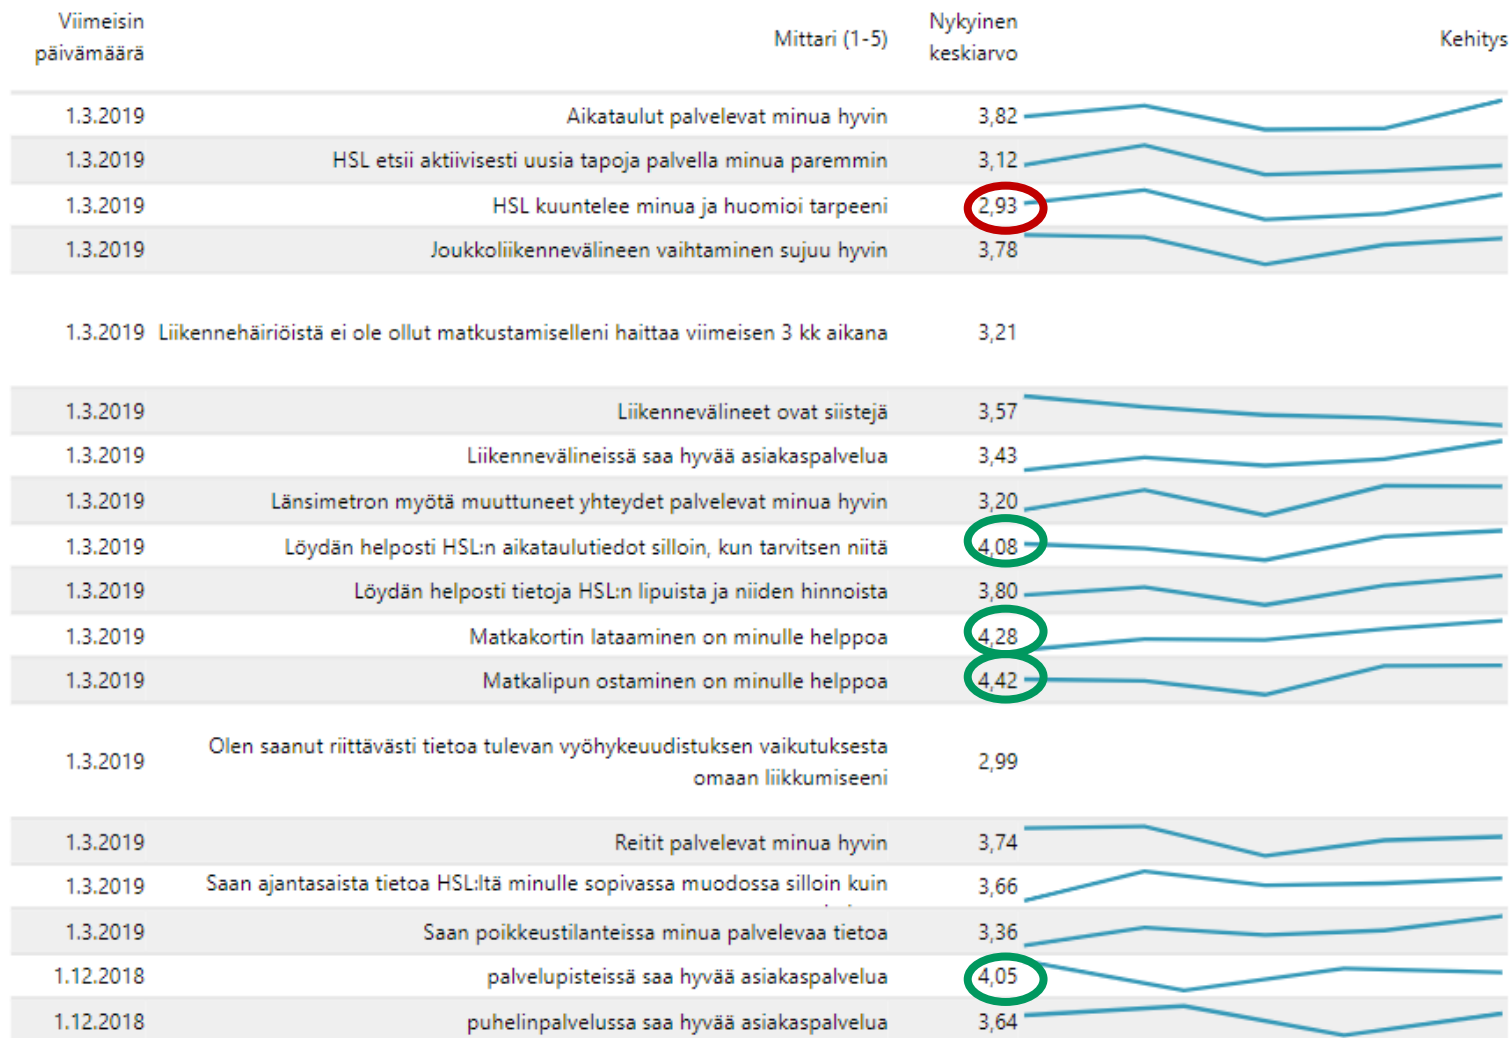 Viimeisin
päivämäärä
Mittari (1-5)
Nykyinen
keskiarvo
Kehitys
1.3.2019 Aikataulut palvelevat minua hyvin 3,82
1.3.2019 HSL etsii aktiivisesti uusia tapoja palvella minua paremmin 3,12
1.3.2019 HSL kuuntelee minua ja huomioi tarpeeni 2,93
1.3.2019 Joukkoliikennevälineen vaihtaminen sujuu hyvin 3,78
1.3.2019 Liikennehäiriöistä ei ole ollut matkustamiselleni haittaa viimeisen 3 kk aikana 3,21
1.3.2019 Liikennevälineet ovat siistejä 3,57
1.3.2019 Liikennevälineissä saa hyvää asiakaspalvelua 3,43
1.3.2019 Länsimetron myötä muuttuneet yhteydet palvelevat minua hyvin 3,20
1.3.2019 Löydän helposti HSL:n aikataulutiedot silloin, kun tarvitsen niitä 4,08
1.3.2019 Löydän helposti tietoja HSL:n lipuista ja niiden hinnoista 3,80
1.3.2019 Matkakortin lataaminen on minulle helppoa 4,28
1.3.2019 Matkalipun ostaminen on minulle helppoa 4,42
Olen saanut riittävästi tietoa tulevan vyöhykeuudistuksen vaikutuksesta
1.3.2019 omaan liikkumiseeni 2,99
1.3.2019 Reitit palvelevat minua hyvin 3,74
1.3.2019 Saan ajantasaista tietoa HSL:ltä minulle sopivassa muodossa silloin kuin 3,66
1.3.2019 Saan poikkeustilanteissa minua palvelevaa tietoa 3,36
1.12.2018 palvelupisteissä saa hyvää asiakaspalvelua 4,05
1.12.2018 puhelinpalvelussa saa hyvää asiakaspalvelua 3,64